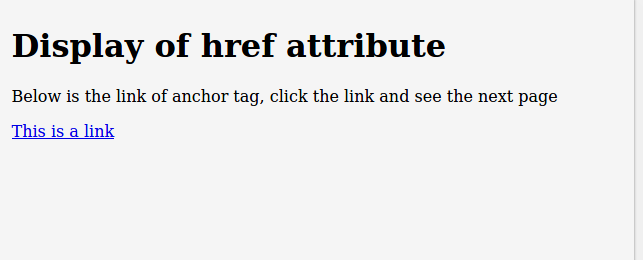 Display of href attribute
Below is the link of anchor tag, click the link and see the next page
This is a link